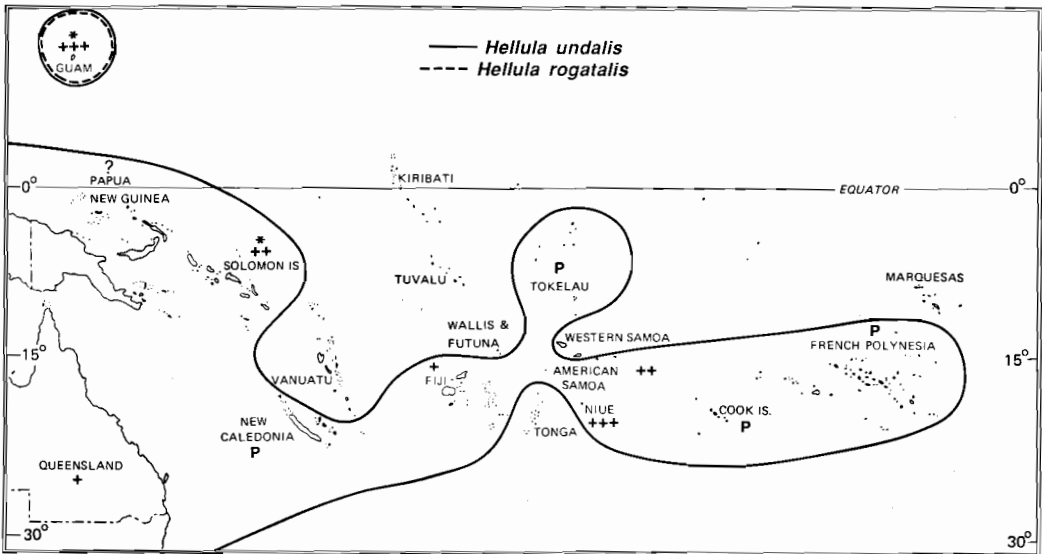 *
+++
GUAM
Hellula undalis
Hellula rogatalis
?
PAPUA
NEW GUINEA
KIRIBATI
0°
EQUATOR
0°
*
++
SOLOMON IS
TUVALU
P
TOKELAU
MARQUESAS
WALLIS &
FUTUNA
WESTERN SAMOA
P
FRENCH POLYNESIA
15°
VANUATU
+
FIJI
AMERICAN
SAMOA
++
15°
NEW
CALEDONIA
P
TONGA
NIUE
+++
COOK IS.
P
QUEENSLAND
+
30°
30°